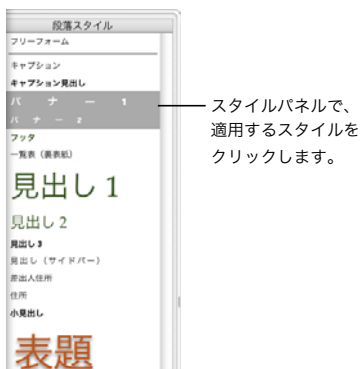 段落スタイル
フリーフォーム
キャプション
キャプション見出し
バ ナ ー 1
バ ナ ー 2
フッタ
一覧表（裏表紙）
見出し 1
見出し 2
見出し 3
見出し（サイドバー）
差出人住所
住所
小見出し
表題
スタイルパネルで、
適用するスタイルを
クリックします。